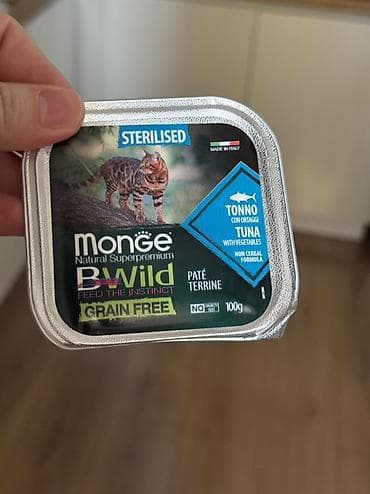 STERILISED
MADE IN ITALY
TONNO
CON ORTAGGI
TUNA
WITH VEGETABLES
NON CEREAL
FORMULA
MONGE
Natural Superpremium
BWild
FEED THE INSTINCT
GRAIN FREE
PATÉ
TERRINE
NO
100g